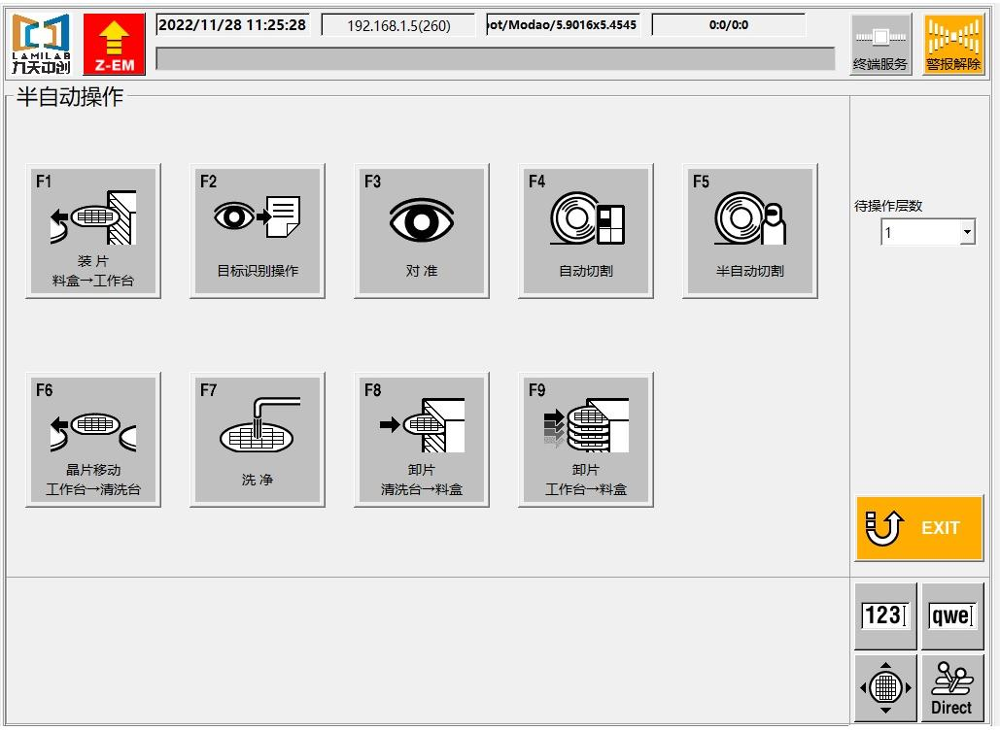 LAMILAB
九天中创
Z-EM
2022/11/28 11:25:28
192.168.1.5(260)
ot/Modao/5.9016x5.4545
0:0/0:0
终端服务
警报解除
半自动操作
F1
装 片
料盒→工作台
F2
目标识别操作
F3
对 准
F4
自动切割
F5
半自动切割
待操作层数
1
F6
晶片移动
工作台→清洗台
F7
洗 净
F8
卸片
清洗台→料盒
F9
卸片
工作台→料盒
EXIT
123
qwe
Direct